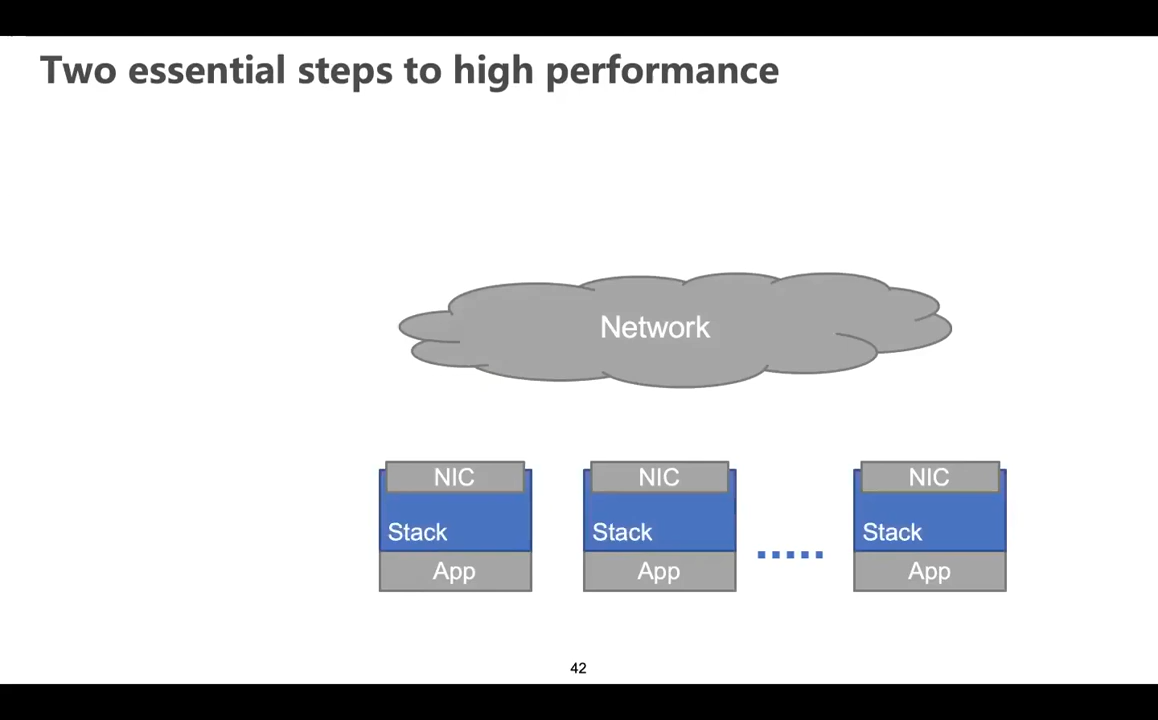 Two essential steps to high performance
Network
NIC
NIC
NIC
Stack
Stack
Stack
App
App
App
42